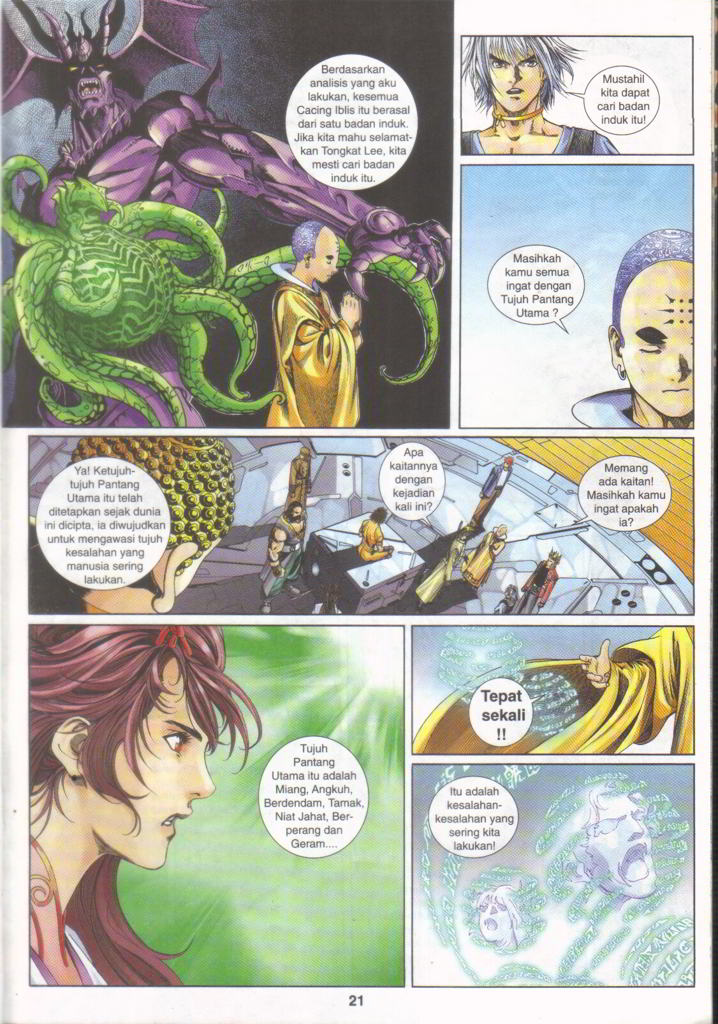 Berdasarkan
analisis yang aku
lakukan, kesemua
Cacing Iblis itu berasal
dari satu badan induk.
Jika kita mahu selamat-
kan Tongkat Lee, kita
mesti cari badan
induk itu.
Mustahil
kita dapat
cari badan
induk itu!
Masihkah
kamu semua
ingat dengan
Tujuh Pantang
Utama ?
Ya! Ketujuh-
tujuh Pantang
Utama itu telah
ditetapkan sejak dunia
ini dicipta, ia diwujudkan
untuk mengawasi tujuh
kesalahan yang
manusia sering
lakukan.
Apa
kaitannya
dengan
kejadian
kali ini?
Memang
ada kaitan!
Masihkah kamu
ingat apakah
ia?
Tujuh
Pantang
Utama itu adalah
Miang, Angkuh,
Berdendam, Tamak,
Niat Jahat, Ber-
perang dan
Geram....
Tepat
sekali
!!
Itu adalah
kesalahan-
kesalahan yang
sering kita
lakukan!
21